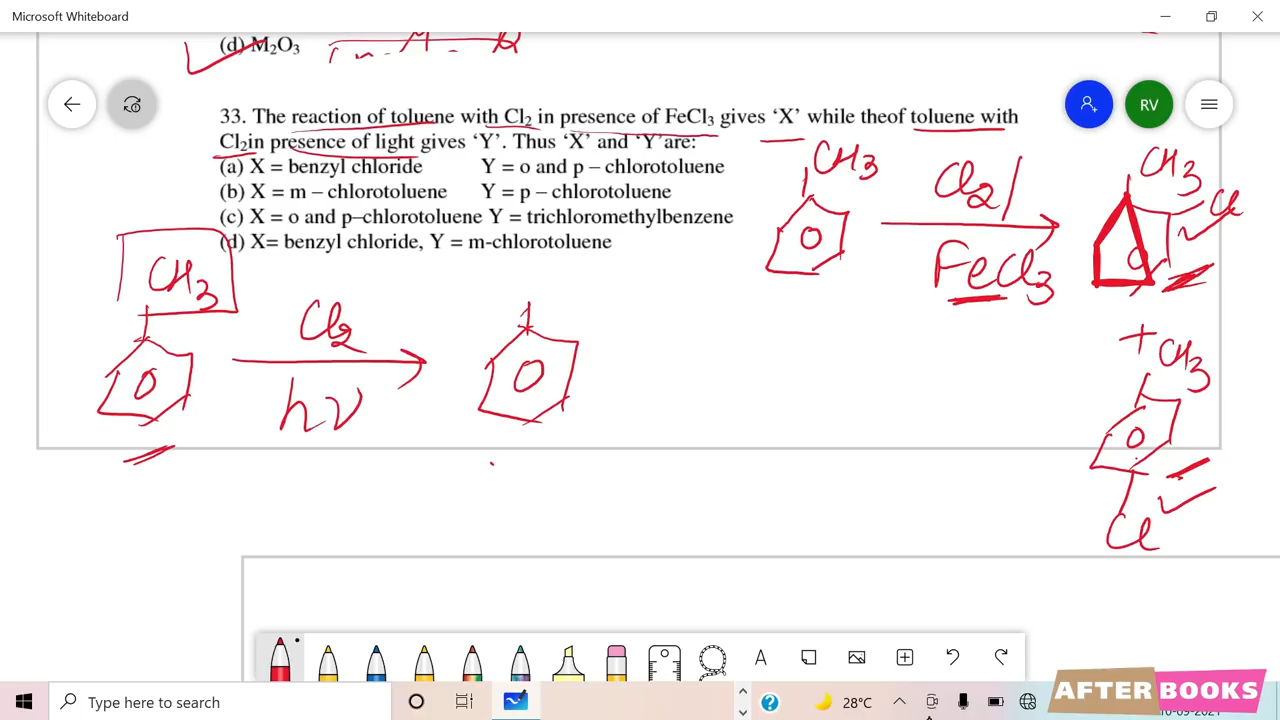 Microsoft Whiteboard
(d) M₂O₃
RV
33. The reaction of toluene with Cl₂ in presence of FeCl₃ gives ‘X’ while theof toluene with
Cl₂in presence of light gives ‘Y’. Thus ‘X’ and ‘Y’are:
(a) X = benzyl chloride Y = o and p – chlorotoluene
(b) X = m – chlorotoluene Y = p – chlorotoluene
(c) X = o and p–chlorotoluene Y = trichloromethylbenzene
(d) X= benzyl chloride, Y = m-chlorotoluene
CH₃
Cl₂/
FeCl₃
CH₃
Cl
+
CH₃
Cl
CH₃
Cl₂
hν
A
Type here to search
28°C
AFTERBOOKS